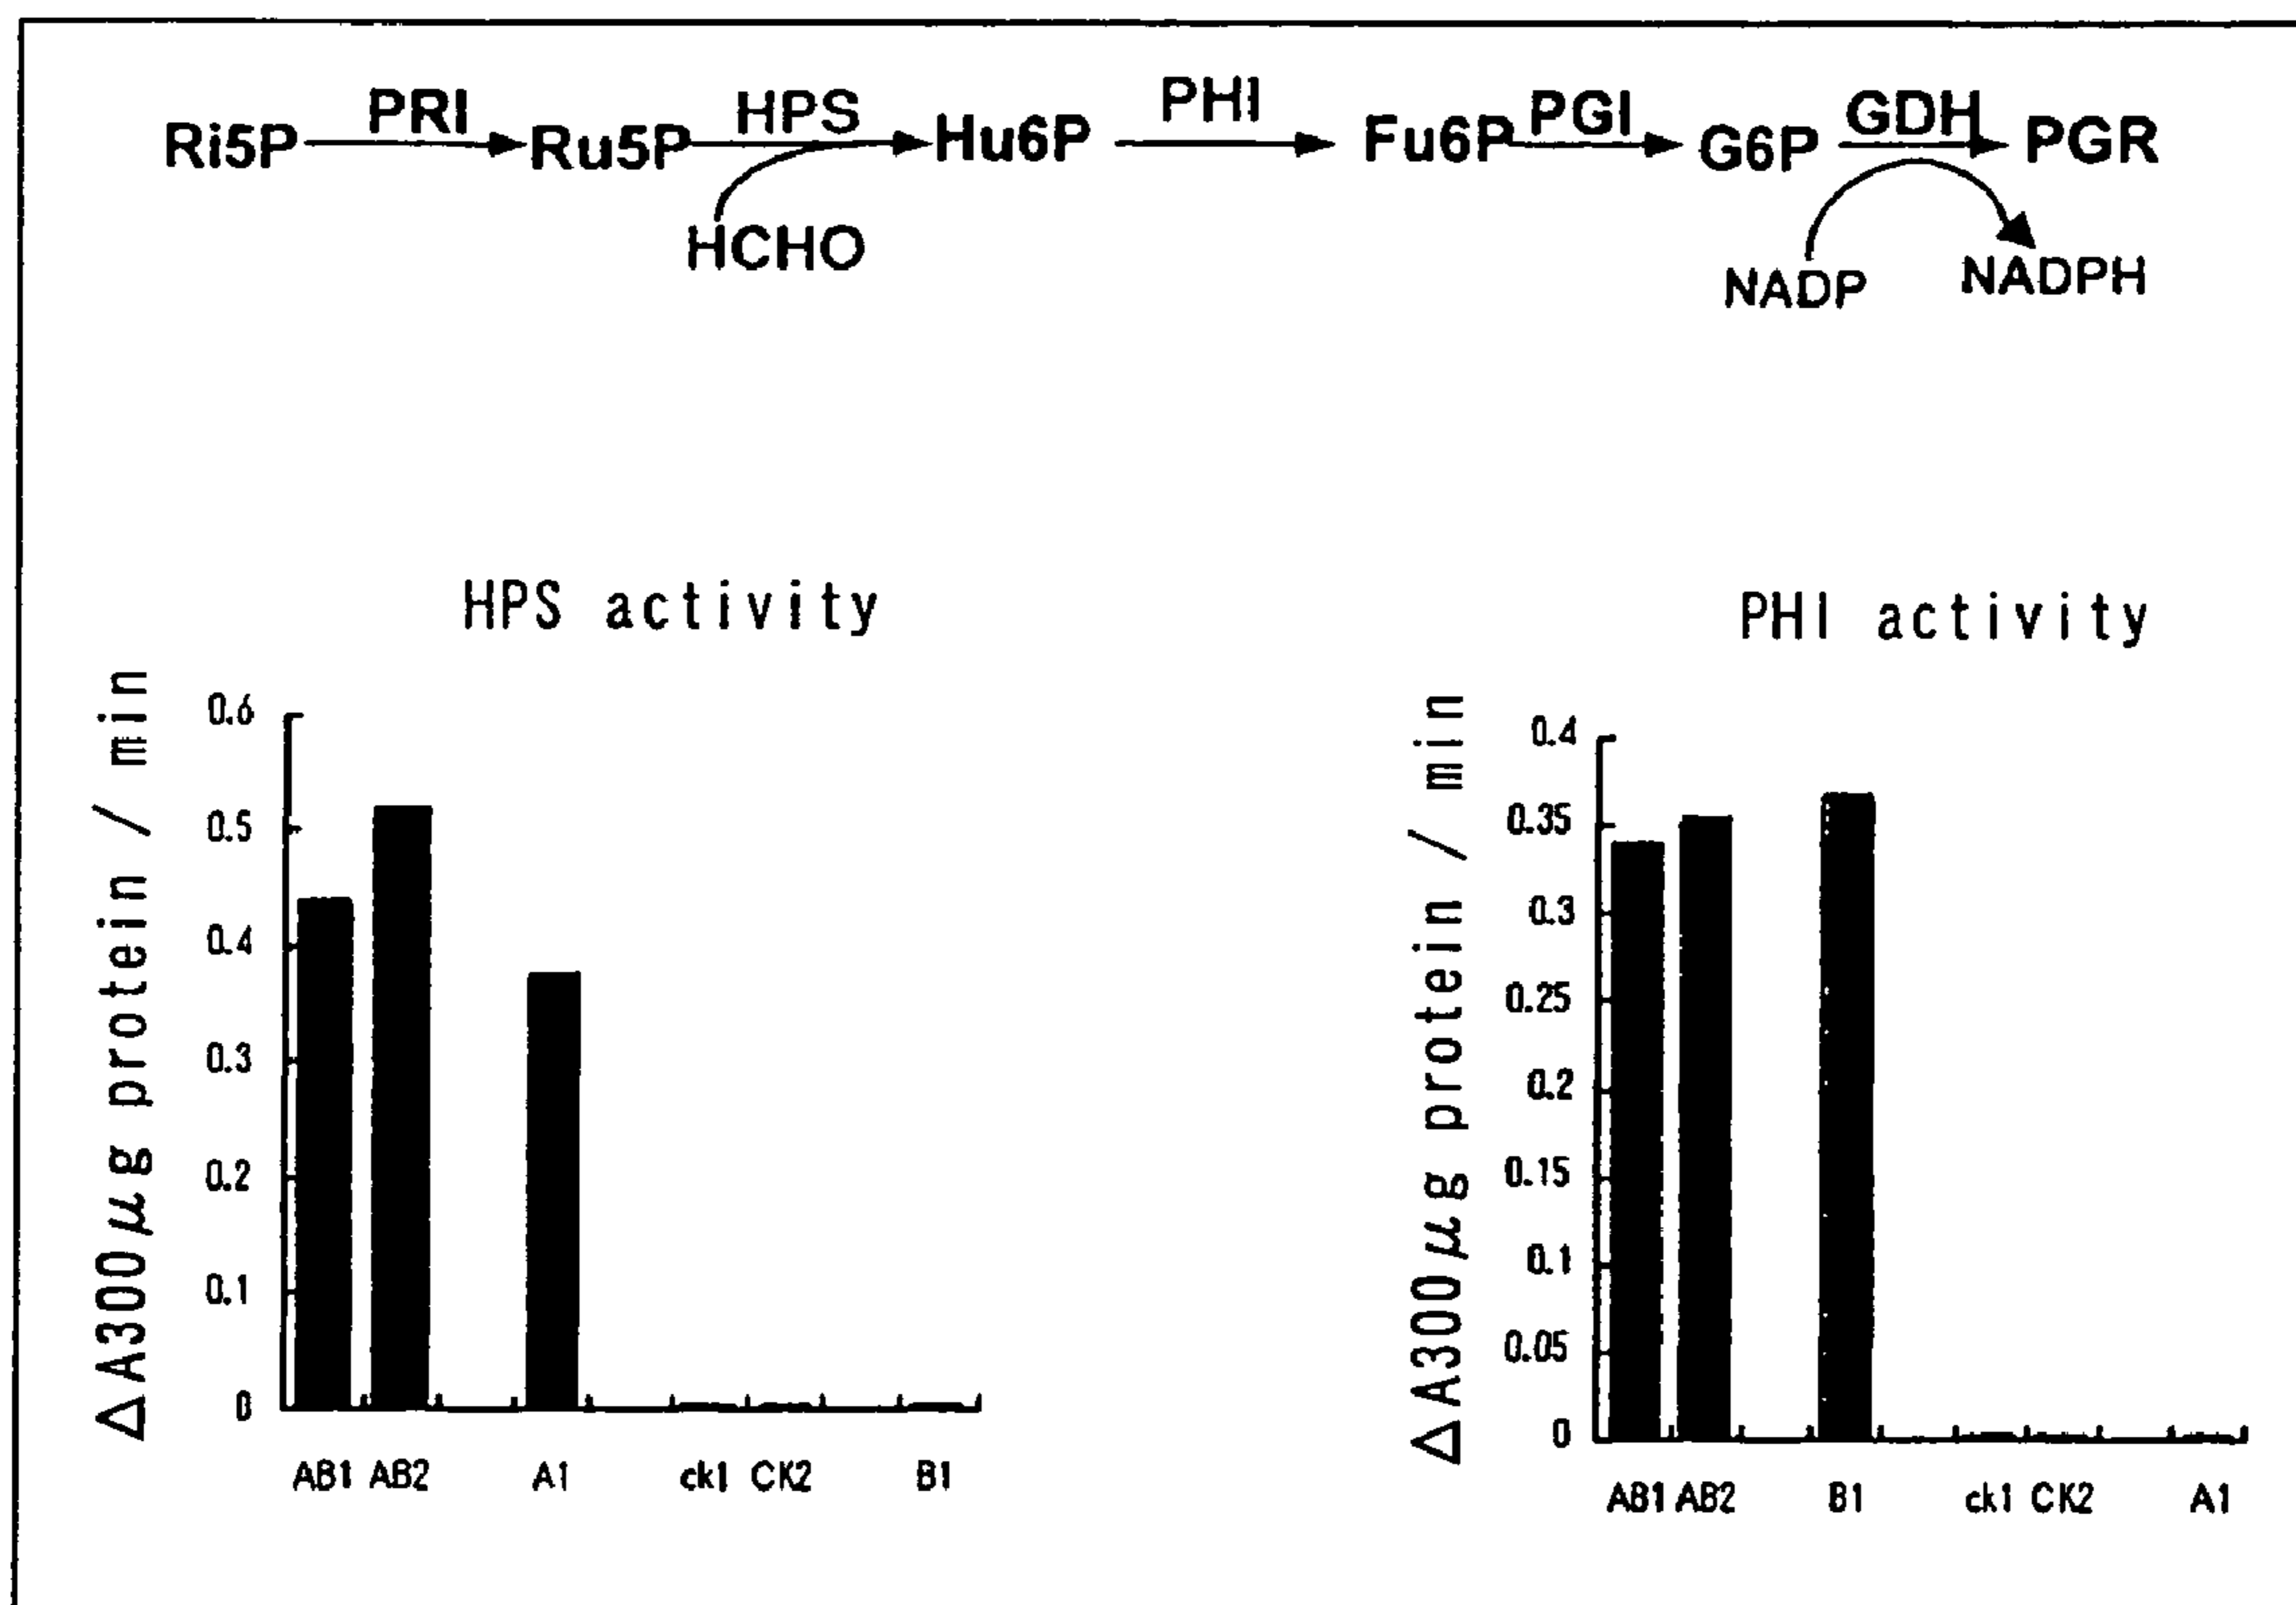 PRI HPS PHI PGI GDH
Ri5P Ru5P Hu6P Fu6P G6P PGR
HCHO
NADP NADPH
HPS activity
ΔA300μg protein / min
0.6
0.5
0.4
0.3
0.2
0.1
0
AB1 AB2 A1 ck1 CK2 B1
PHI activity
ΔA300μg protein / min
0.4
0.35
0.3
0.25
0.2
0.15
0.1
0.05
0
AB1 AB2 B1 ck1 CK2 A1